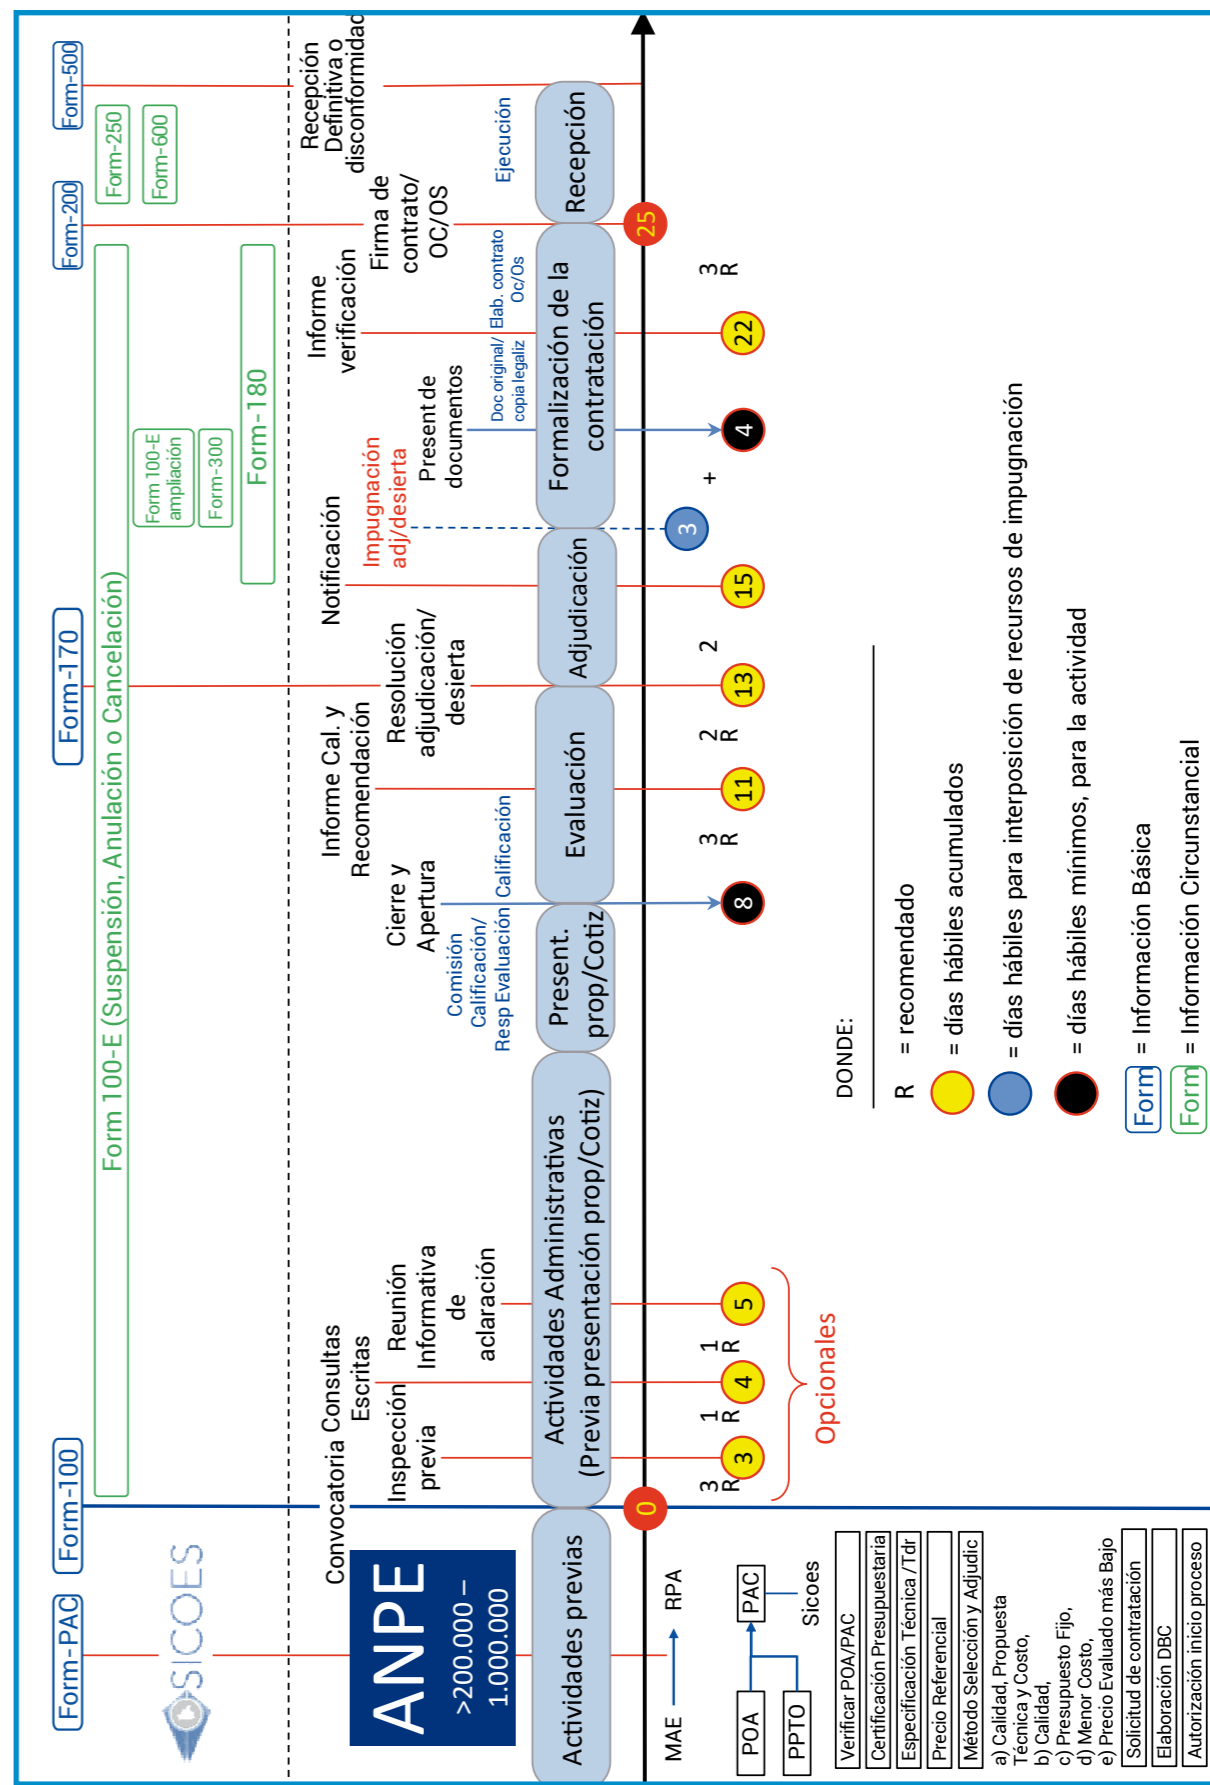 Form-PAC
Form-100
Form-170
Form-200
Form-500
Form 100-E (Suspensión, Anulación o Cancelación)
Form-250
Form-600
Form 100-E
ampliación
Form-300
Form-180
SICOES
ANPE
>200.000 –
1.000.000
Convocatoria
Consultas
Escritas
Inspección
previa
Reunión
Informativa
de
aclaración
Cierre y
Apertura
Informe Cal. y
Recomendación
Resolución
adjudicación/
desierta
Notificación
Impugnación
adj/desierta
Present de
documentos
Informe
verificación
Firma de
contrato/
OC/OS
Recepción
Definitiva o
disconformidad
Comisión
Calificación/
Resp Evaluación
Calificación
Doc original/
copia legaliz
Elab. contrato
Oc/Os
Ejecución
Actividades previas
Actividades Administrativas
(Previa presentación prop/Cotiz)
Present.
prop/Cotiz
Evaluación
Adjudicación
Formalización de la
contratación
Recepción
0
25
MAE
RPA
3
R
3
1
R
4
1
R
5
8
3
R
11
2
R
13
2
15
3
+
4
22
3
R
Opcionales
POA
PPTO
PAC
Sicoes
Verificar POA/PAC
Certificación Presupuestaria
Especificación Técnica /Tdr
Precio Referencial
Método Selección y Adjudic
a) Calidad, Propuesta
Técnica y Costo,
b) Calidad,
c) Presupuesto Fijo,
d) Menor Costo,
e) Precio Evaluado más Bajo
Solicitud de contratación
Elaboración DBC
Autorización inicio proceso
DONDE:
R = recomendado
= días hábiles acumulados
= días hábiles para interposición de recursos de impugnación
= días hábiles mínimos, para la actividad
Form = Información Básica
Form = Información Circunstancial